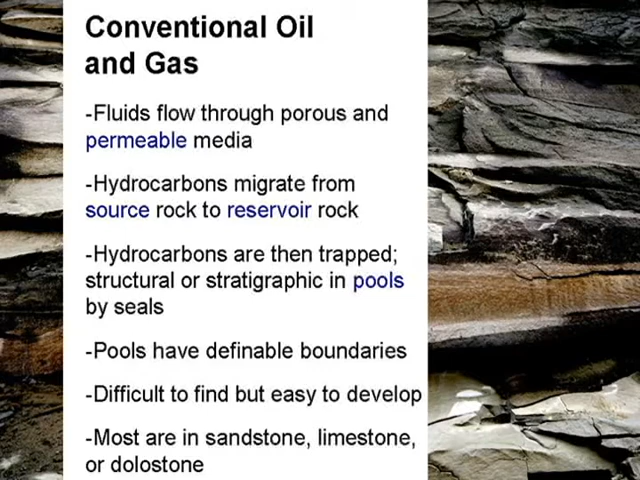 Conventional Oil
and Gas
-Fluids flow through porous and
permeable media
-Hydrocarbons migrate from
source rock to reservoir rock
-Hydrocarbons are then trapped;
structural or stratigraphic in pools
by seals
-Pools have definable boundaries
-Difficult to find but easy to develop
-Most are in sandstone, limestone,
or dolostone